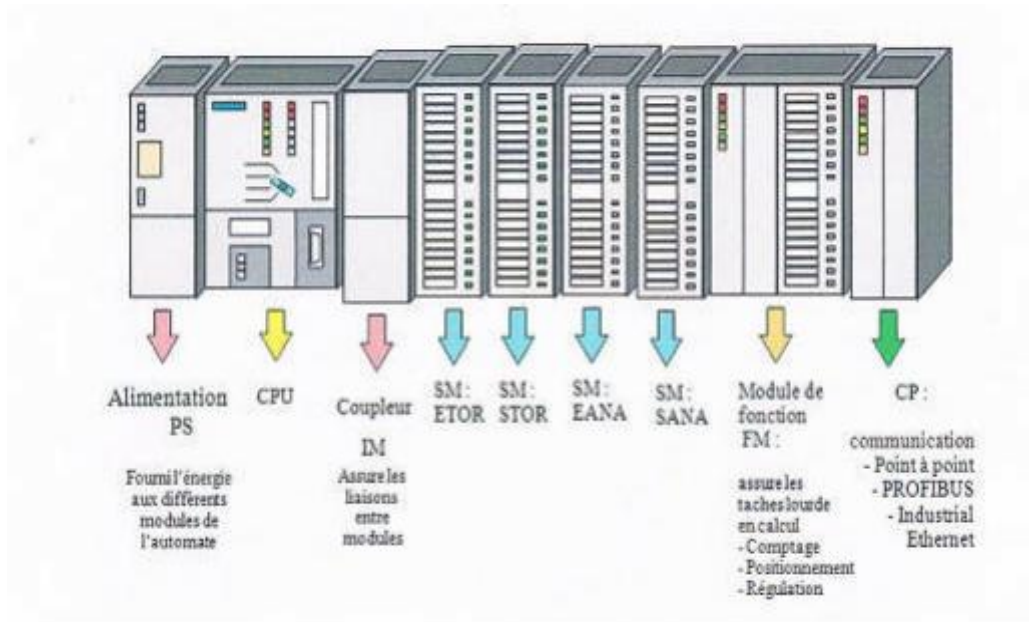 Alimentation
PS
Fourni l'énergie
aux différents
modules de
l'automate
CPU
Coupleur
IM
Assure les
liaisons
entre
modules
SM :
ETOR
SM :
STOR
SM :
EANA
SM :
SANA
Module de
fonction
FM :
assure les
taches lourde
en calcul
- Comptage
- Positionnement
- Régulation
CP :
communication
- Point à point
- PROFIBUS
- Industrial
Ethernet